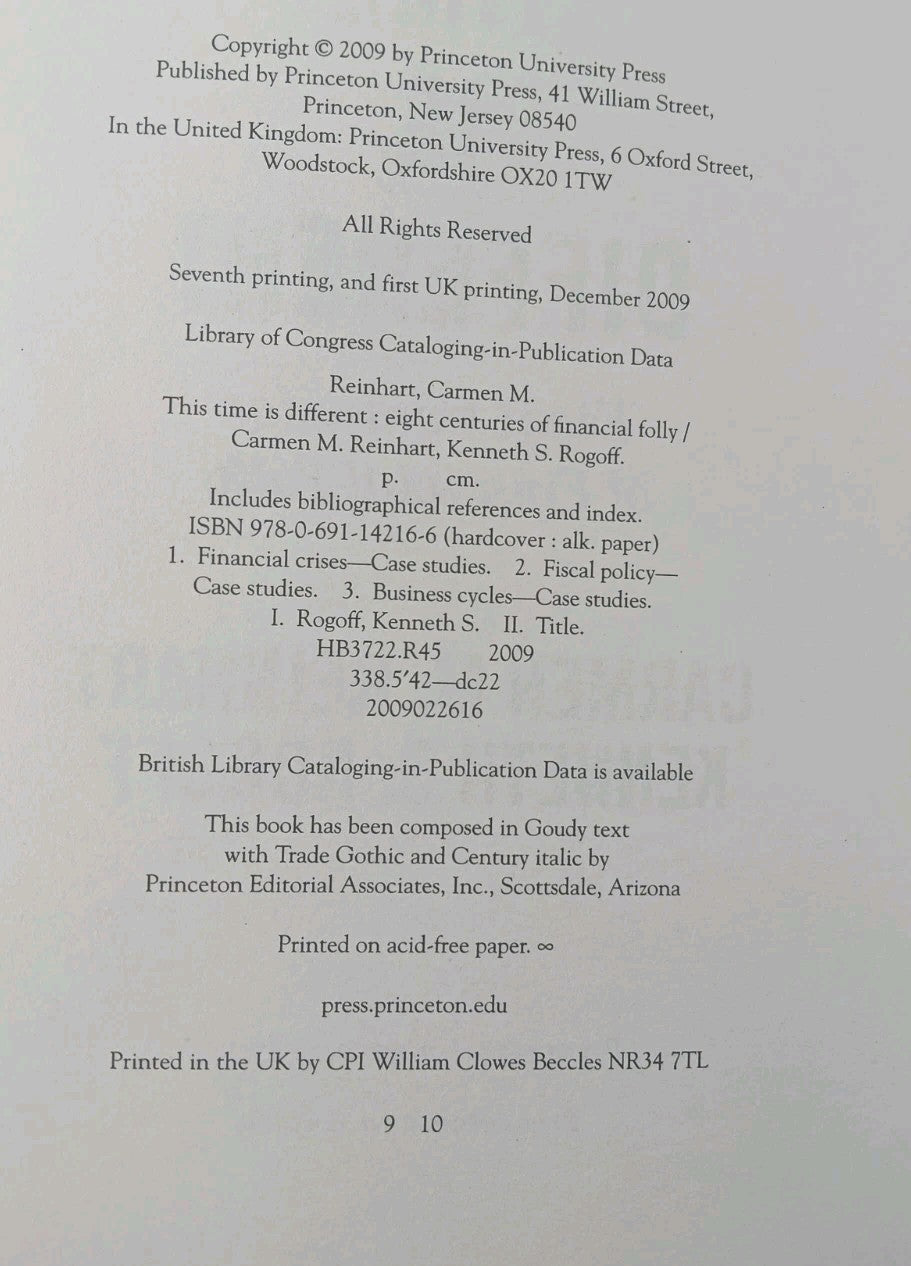 Copyright © 2009 by Princeton University Press
Published by Princeton University Press, 41 William Street,
Princeton, New Jersey 08540
In the United Kingdom: Princeton University Press, 6 Oxford Street,
Woodstock, Oxfordshire OX20 1TW
All Rights Reserved
Seventh printing, and first UK printing, December 2009
Library of Congress Cataloging-in-Publication Data
Reinhart, Carmen M.
This time is different : eight centuries of financial folly /
Carmen M. Reinhart, Kenneth S. Rogoff.
p. cm.
Includes bibliographical references and index.
ISBN 978-0-691-14216-6 (hardcover : alk. paper)
1. Financial crises—Case studies. 2. Fiscal policy—
Case studies. 3. Business cycles—Case studies.
I. Rogoff, Kenneth S. II. Title.
HB3722.R45 2009
338.5′42—dc22
2009022616
British Library Cataloging-in-Publication Data is available
This book has been composed in Goudy text
with Trade Gothic and Century italic by
Princeton Editorial Associates, Inc., Scottsdale, Arizona
Printed on acid-free paper. ∞
press.princeton.edu
Printed in the UK by CPI William Clowes Beccles NR34 7TL
9 10